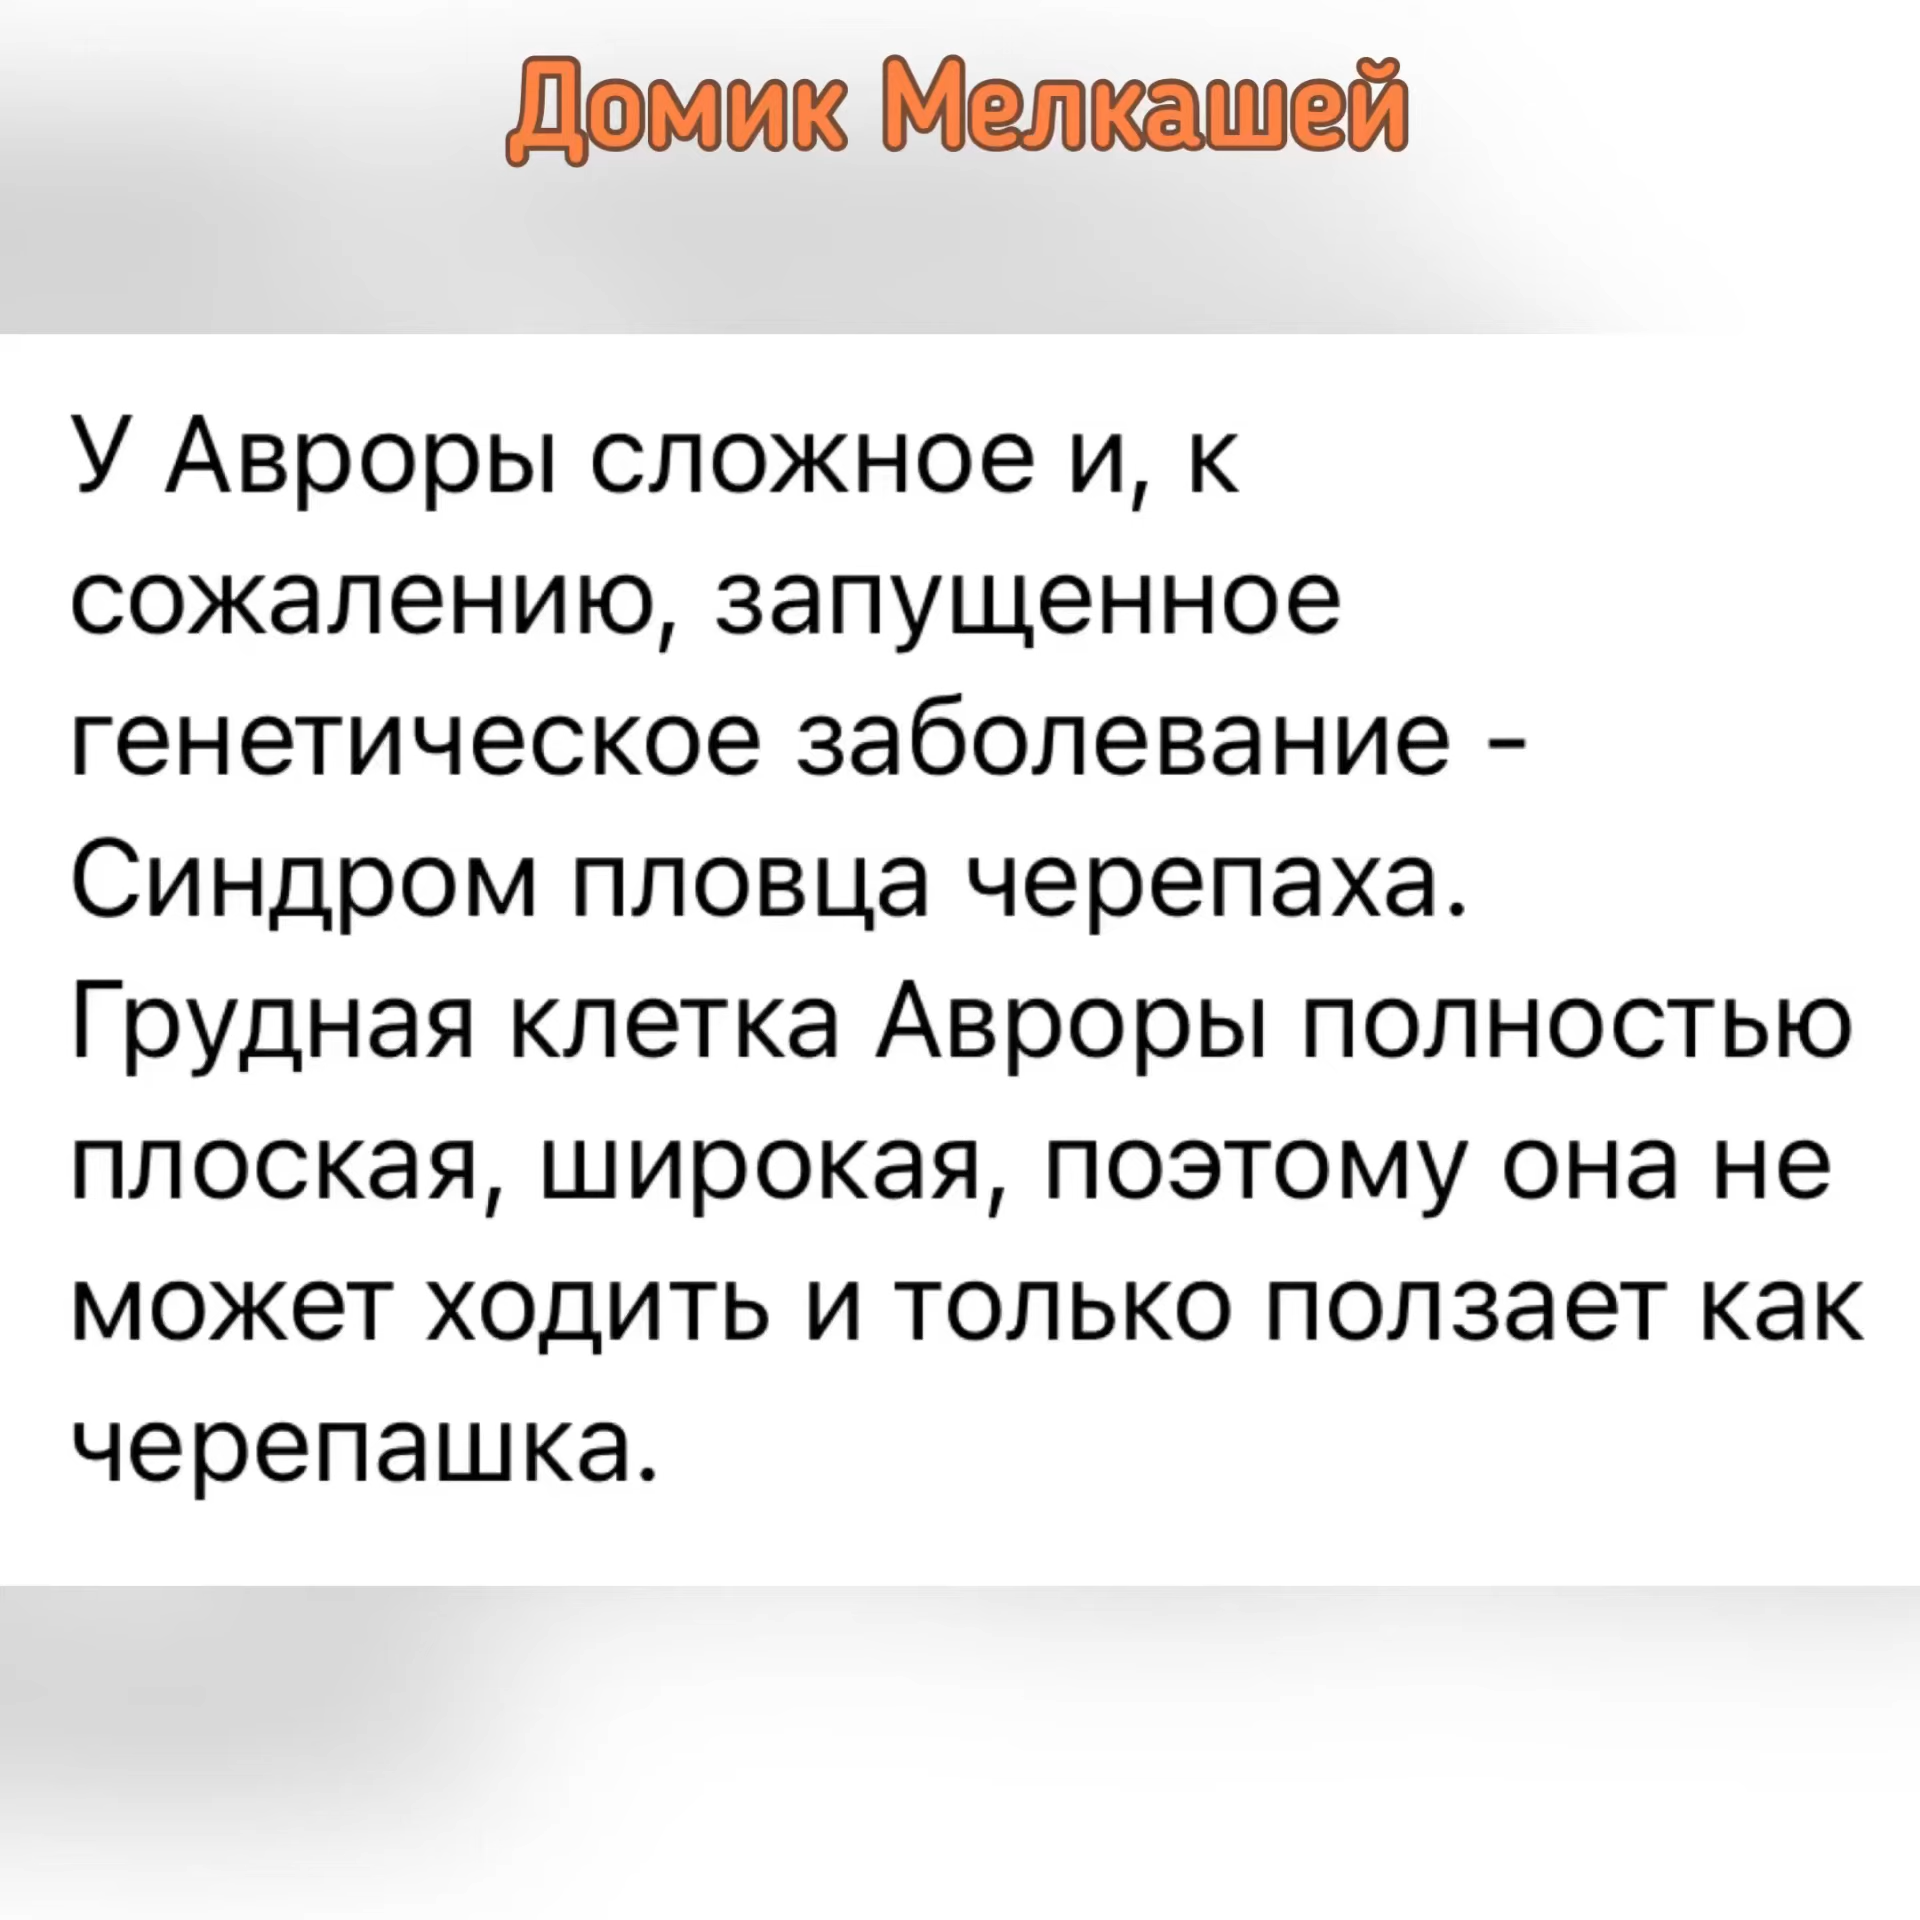 Домик Мелкашей
У Авроры сложное и, к
сожалению, запущенное
генетическое заболевание -
Синдром пловца черепаха.
Грудная клетка Авроры полностью
плоская, широкая, поэтому она не
может ходить и только ползает как
черепашка.